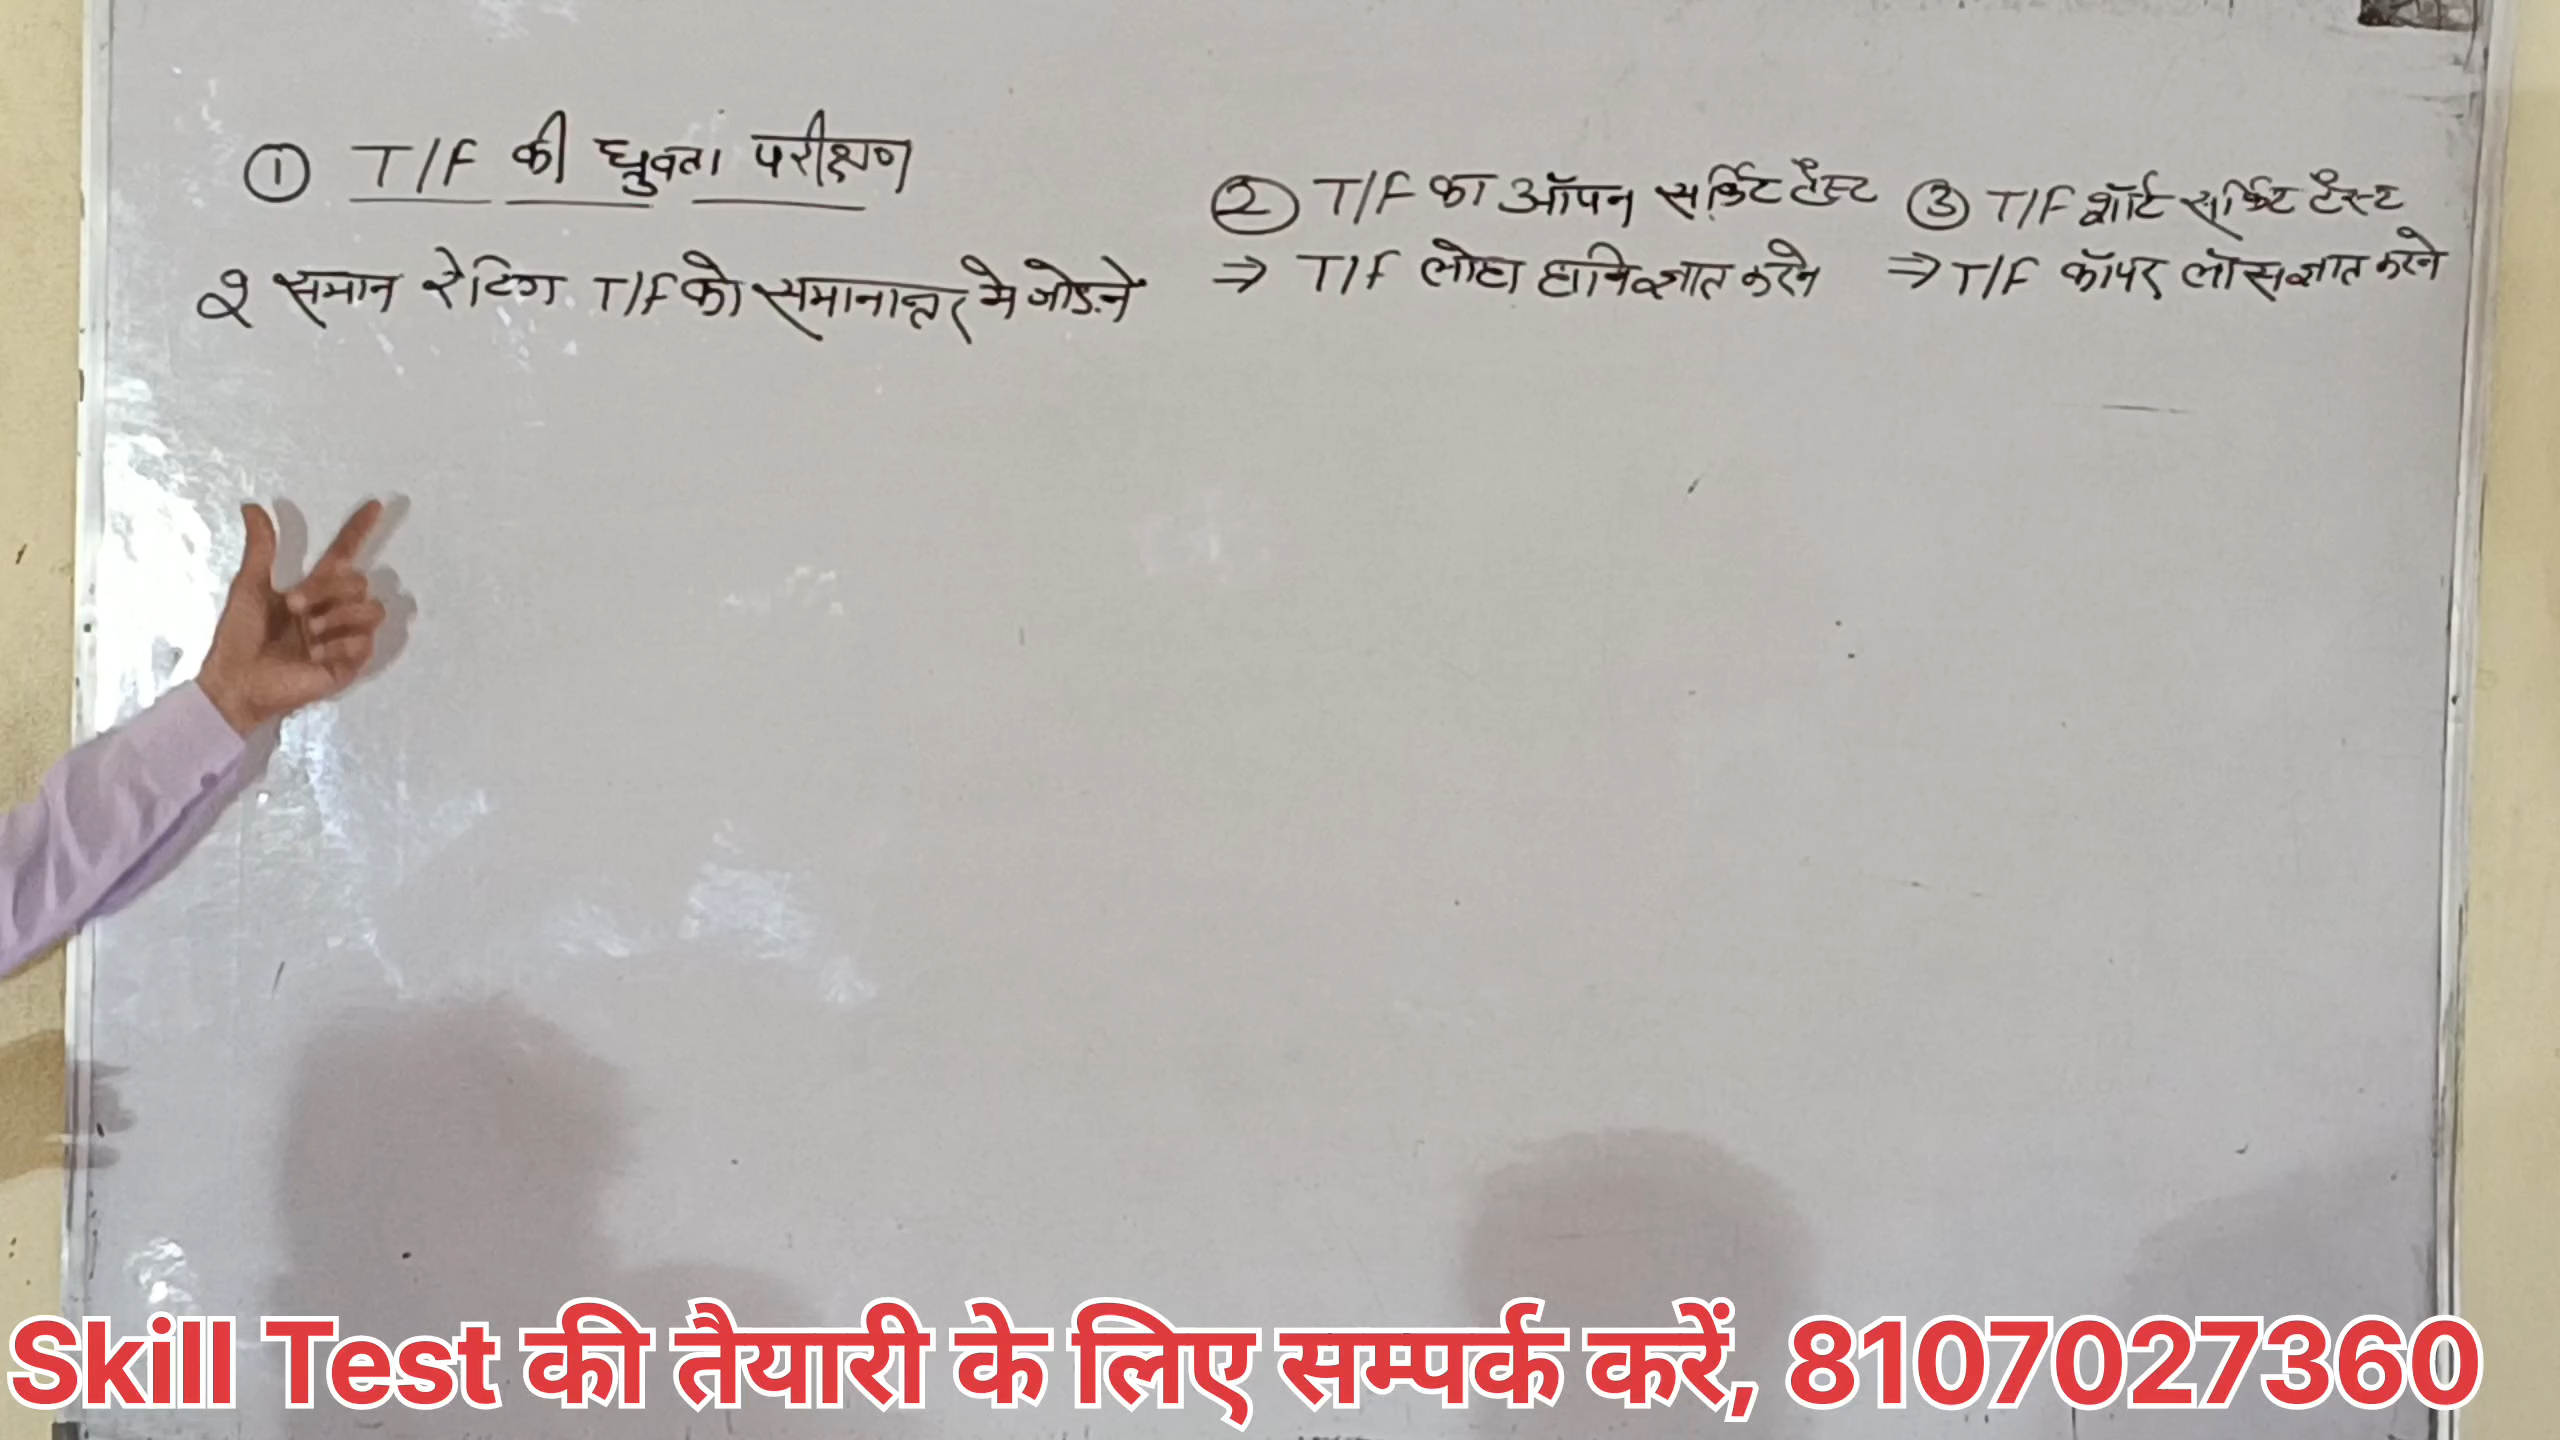 ① T/F की ध्रुवता परीक्षण
२ समान रेटिंग T/F को समानान्तर मे जोड़ने
② T/F का ऑपन सर्किट टैस्ट
⇒ T/F लोहा हानि ज्ञात करने
③ T/F शॉर्ट सर्किट टैस्ट
⇒ T/F कॉपर लॉस ज्ञात करने
Skill Test की तैयारी के लिए सम्पर्क करें, 8107027360